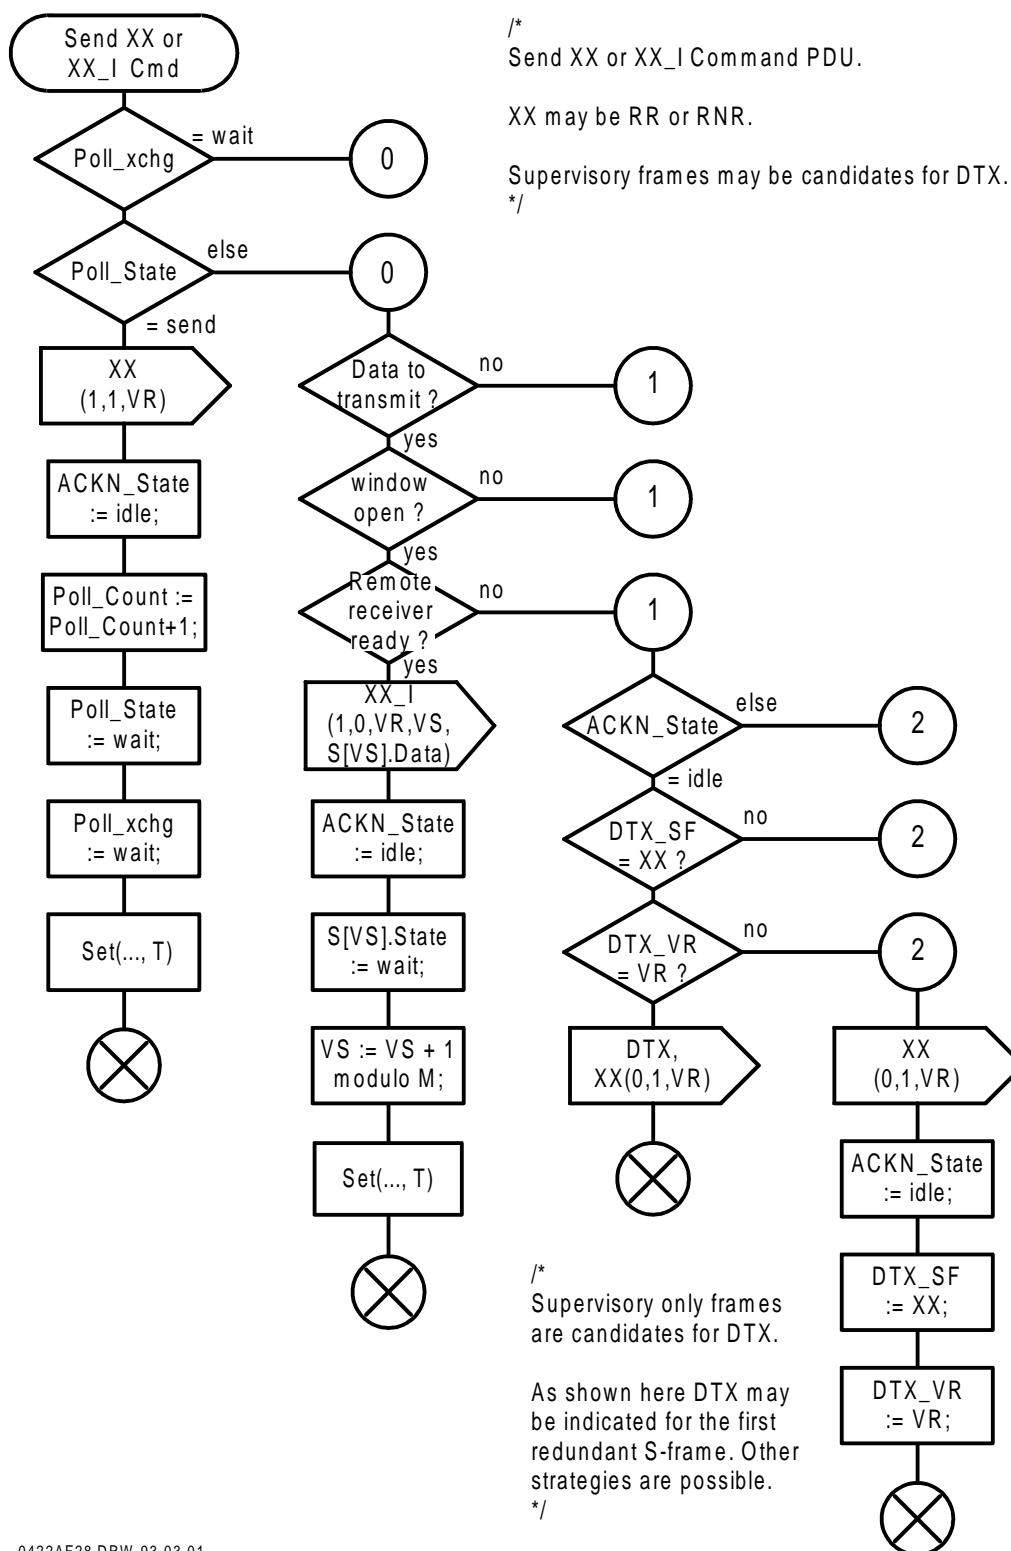 Send XX or
XX_I Cmd
/*
Send XX or XX_I Command PDU.
XX may be RR or RNR.
Supervisory frames may be candidates for DTX.
*/
Poll_xchg
= wait
0
Poll_State
else
0
= send
XX
(1,1,VR)
ACKN_State
:= idle;
Poll_Count :=
Poll_Count+1;
Poll_State
:= wait;
Poll_xchg
:= wait;
Set(..., T)
Data to
transmit ?
no
1
yes
window
open ?
no
1
yes
Remote
receiver
ready ?
no
1
yes
XX_I
(1,0,VR,VS,
S[VS].Data)
ACKN_State
:= idle;
S[VS].State
:= wait;
VS := VS + 1
modulo M;
Set(..., T)
ACKN_State
else
2
= idle
DTX_SF
= XX ?
no
2
DTX_VR
= VR ?
no
2
DTX,
XX(0,1,VR)
XX
(0,1,VR)
ACKN_State
:= idle;
DTX_SF
:= XX;
DTX_VR
:= VR;
/*
Supervisory only frames
are candidates for DTX.
As shown here DTX may
be indicated for the first
redundant S-frame. Other
strategies are possible.
*/